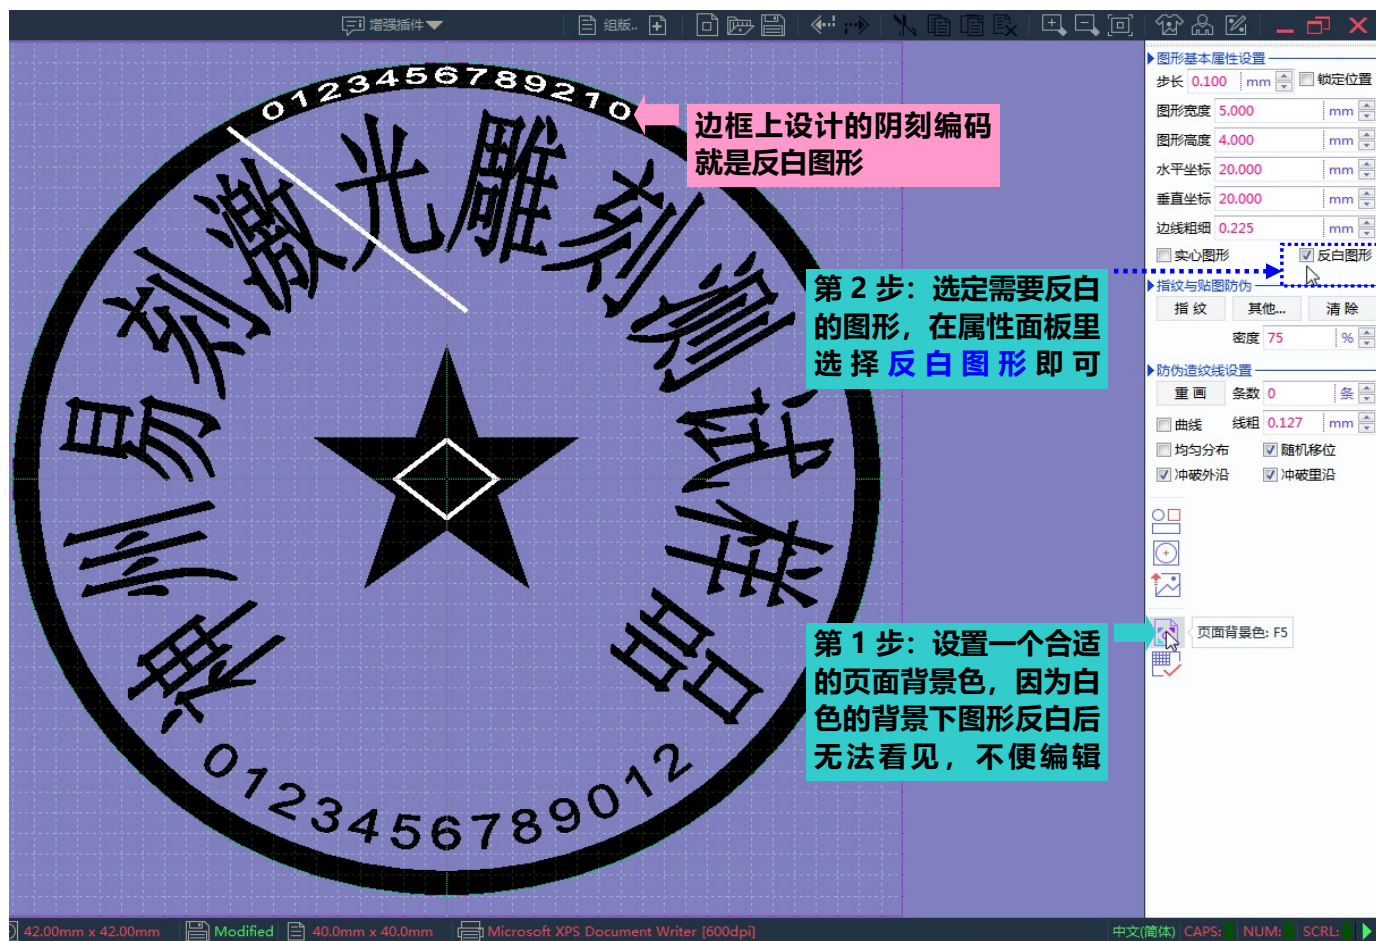 增强插件
组版..
图形基本属性设置
步长 0.100 mm 锁定位置
图形宽度 5.000 mm
图形高度 4.000 mm
水平坐标 20.000 mm
垂直坐标 20.000 mm
边线粗细 0.225 mm
实心图形 反白图形
指纹与贴图防伪
指 纹 其他... 清 除
密度 75 %
防伪造纹线设置
重 画 条数 0 条
曲线 线粗 0.127 mm
均匀分布 随机移位
冲破外沿 冲破里沿
页面背景色: F5
0123456789210
边框上设计的阴刻编码
就是反白图形
第 2 步：选定需要反白
的图形，在属性面板里
选择反白图形即可
第 1 步：设置一个合适
的页面背景色，因为白
色的背景下图形反白后
无法看见，不便编辑
州易刻激光雕刻测试样品
0123456789012
42.00mm x 42.00mm Modified 40.0mm x 40.0mm Microsoft XPS Document Writer [600dpi] 中文(简体) CAPS: NUM: SCRL: